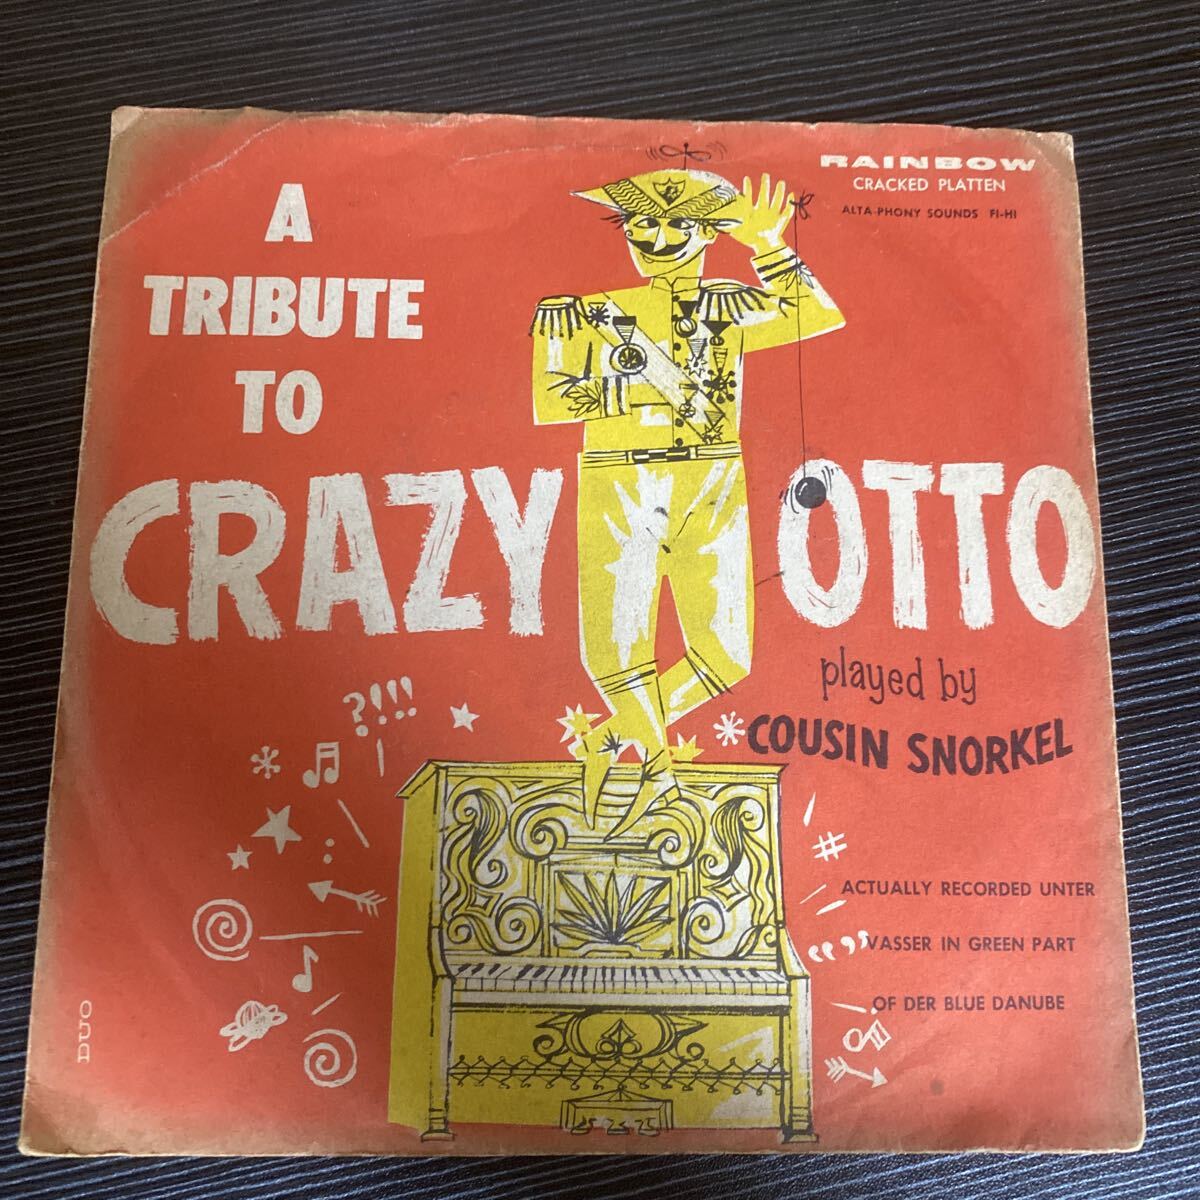 RAINBOW
CRACKED PLATTEN
ALTA-PHONY SOUNDS FI-HI
A
TRIBUTE
TO
CRAZY OTTO
played by
COUSIN SNORKEL
?!!!
#
ACTUALLY RECORDED UNTER
VASSER IN GREEN PART
OF DER BLUE DANUBE